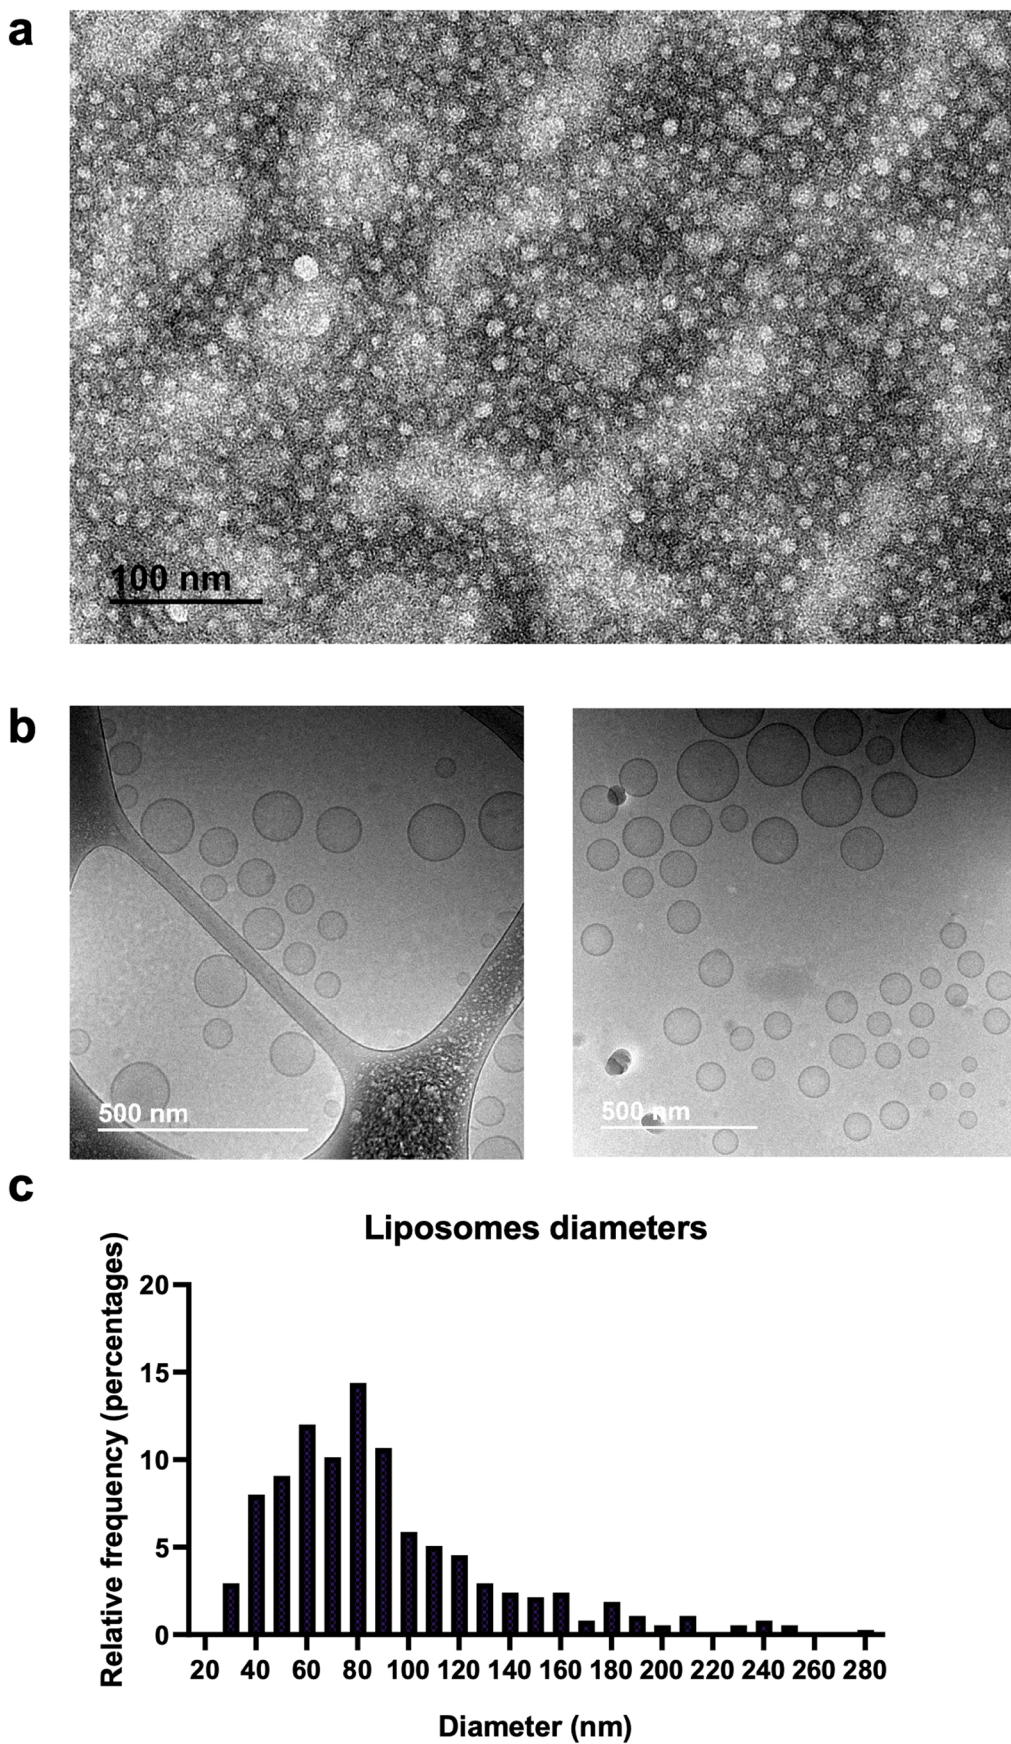 a
100 nm
b
500 nm
500 nm
c
Liposomes diameters
Relative frequency (percentages)
20
15
10
5
0
20 40 60 80 100 120 140 160 180 200 220 240 260 280
Diameter (nm)